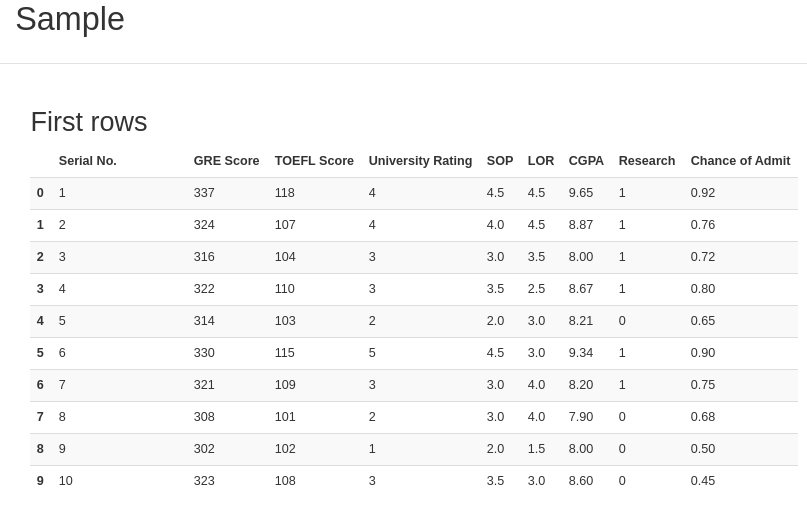 Sample
First rows
Serial No. GRE Score TOEFL Score University Rating SOP LOR CGPA Research Chance of Admit
0 1 337 118 4 4.5 4.5 9.65 1 0.92
1 2 324 107 4 4.0 4.5 8.87 1 0.76
2 3 316 104 3 3.0 3.5 8.00 1 0.72
3 4 322 110 3 3.5 2.5 8.67 1 0.80
4 5 314 103 2 2.0 3.0 8.21 0 0.65
5 6 330 115 5 4.5 3.0 9.34 1 0.90
6 7 321 109 3 3.0 4.0 8.20 1 0.75
7 8 308 101 2 3.0 4.0 7.90 0 0.68
8 9 302 102 1 2.0 1.5 8.00 0 0.50
9 10 323 108 3 3.5 3.0 8.60 0 0.45